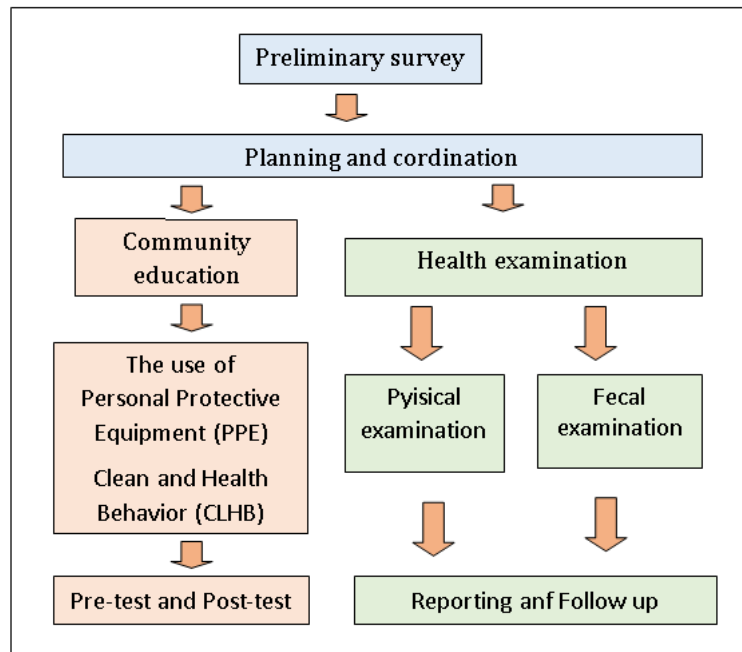 Preliminary survey
Planning and cordination
Community
education
Health examination
The use of
Personal Protective
Equipment (PPE)
Clean and Health
Behavior (CLHB)
Pyisical
examination
Fecal
examination
Pre-test and Post-test
Reporting anf Follow up